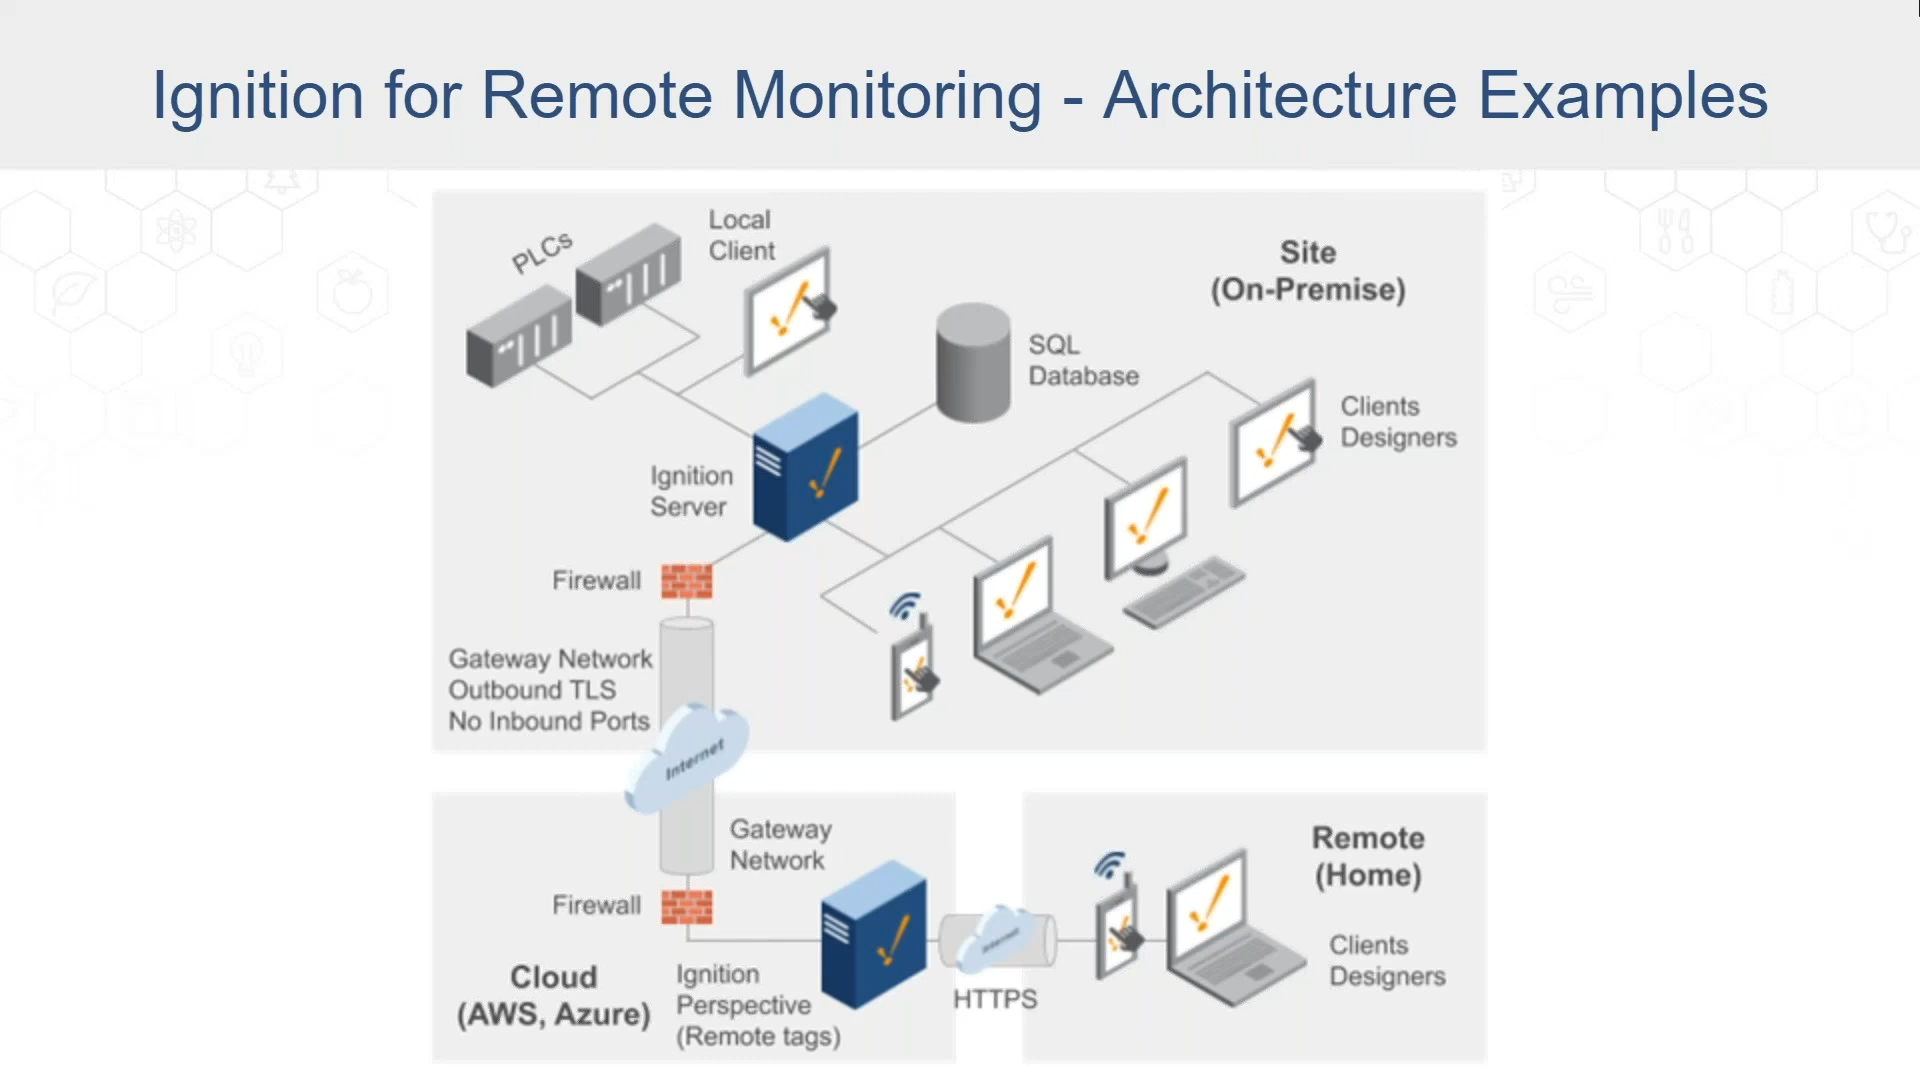 Ignition for Remote Monitoring - Architecture Examples
PLCs
Local
Client
Site
(On-Premise)
SQL
Database
Clients
Designers
Ignition
Server
Firewall
Gateway Network
Outbound TLS
No Inbound Ports
Internet
Gateway
Network
Firewall
Cloud
(AWS, Azure)
Ignition
Perspective
(Remote tags)
Internet
HTTPS
Remote
(Home)
Clients
Designers